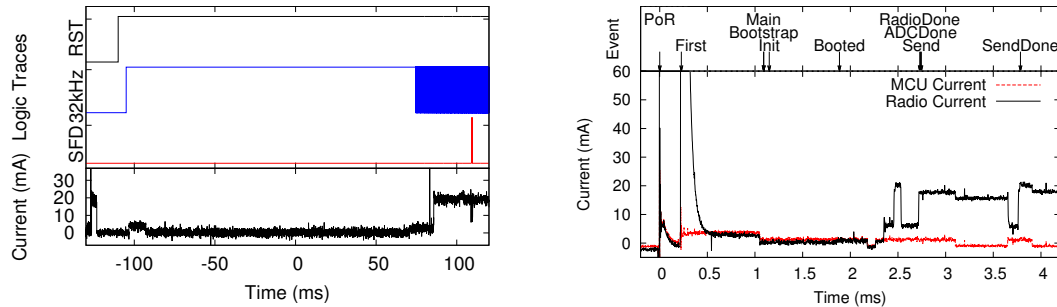 Logic Traces
RST
32kHz
SFD
Current (mA)
30
20
10
0
-100
-50
0
50
100
Time (ms)
Event
PoR
Main
RadioDone
Bootstrap
ADCDone
First
Init
Booted
Send
SendDone
60
50
40
30
20
10
0
Current (mA)
MCU Current
Radio Current
0
0.5
1
1.5
2
2.5
3
3.5
4
Time (ms)